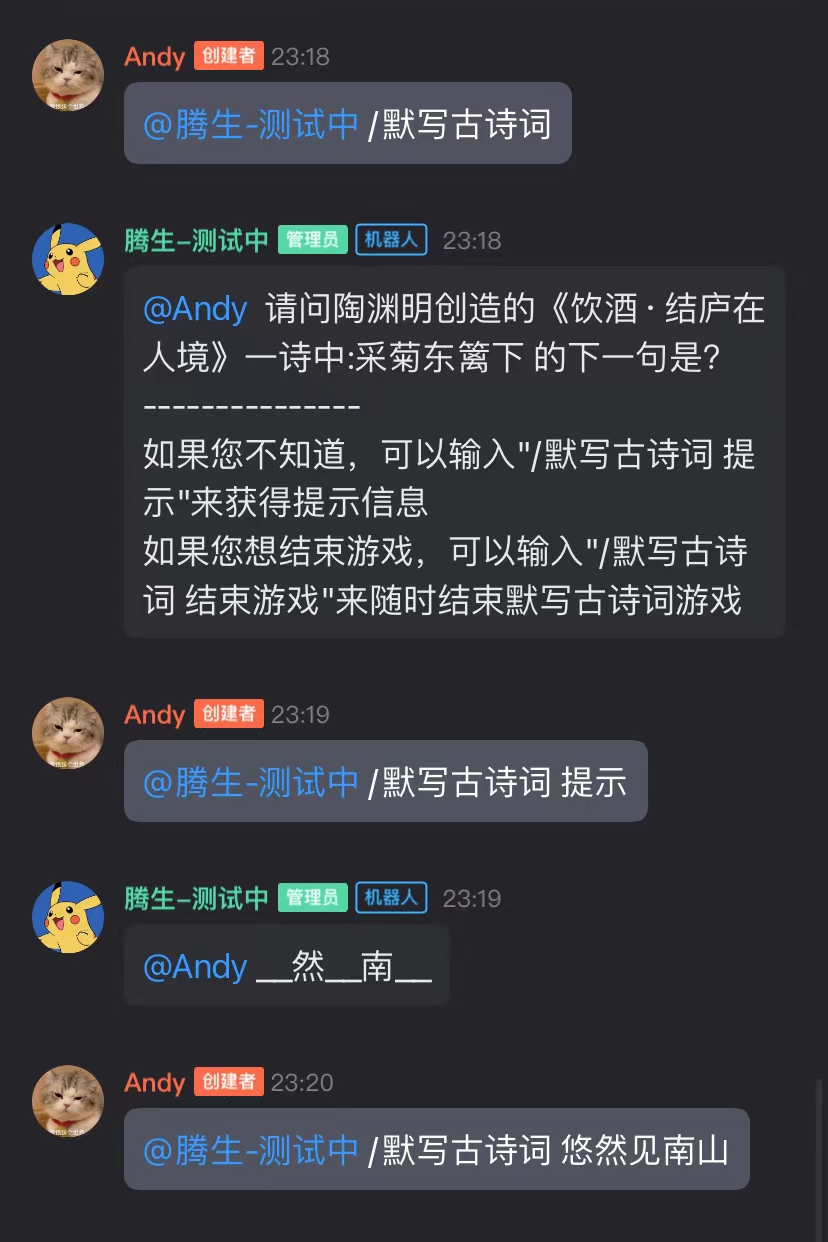 Andy 创建者 23:18
@腾生-测试中 /默写古诗词
腾生-测试中 管理员 机器人 23:18
@Andy 请问陶渊明创造的《饮酒·结庐在
人境》一诗中:采菊东篱下 的下一句是?
---------------
如果您不知道，可以输入"/默写古诗词 提
示"来获得提示信息
如果您想结束游戏，可以输入"/默写古诗
词 结束游戏"来随时结束默写古诗词游戏
Andy 创建者 23:19
@腾生-测试中 /默写古诗词 提示
腾生-测试中 管理员 机器人 23:19
@Andy __然__南__
Andy 创建者 23:20
@腾生-测试中 /默写古诗词 悠然见南山